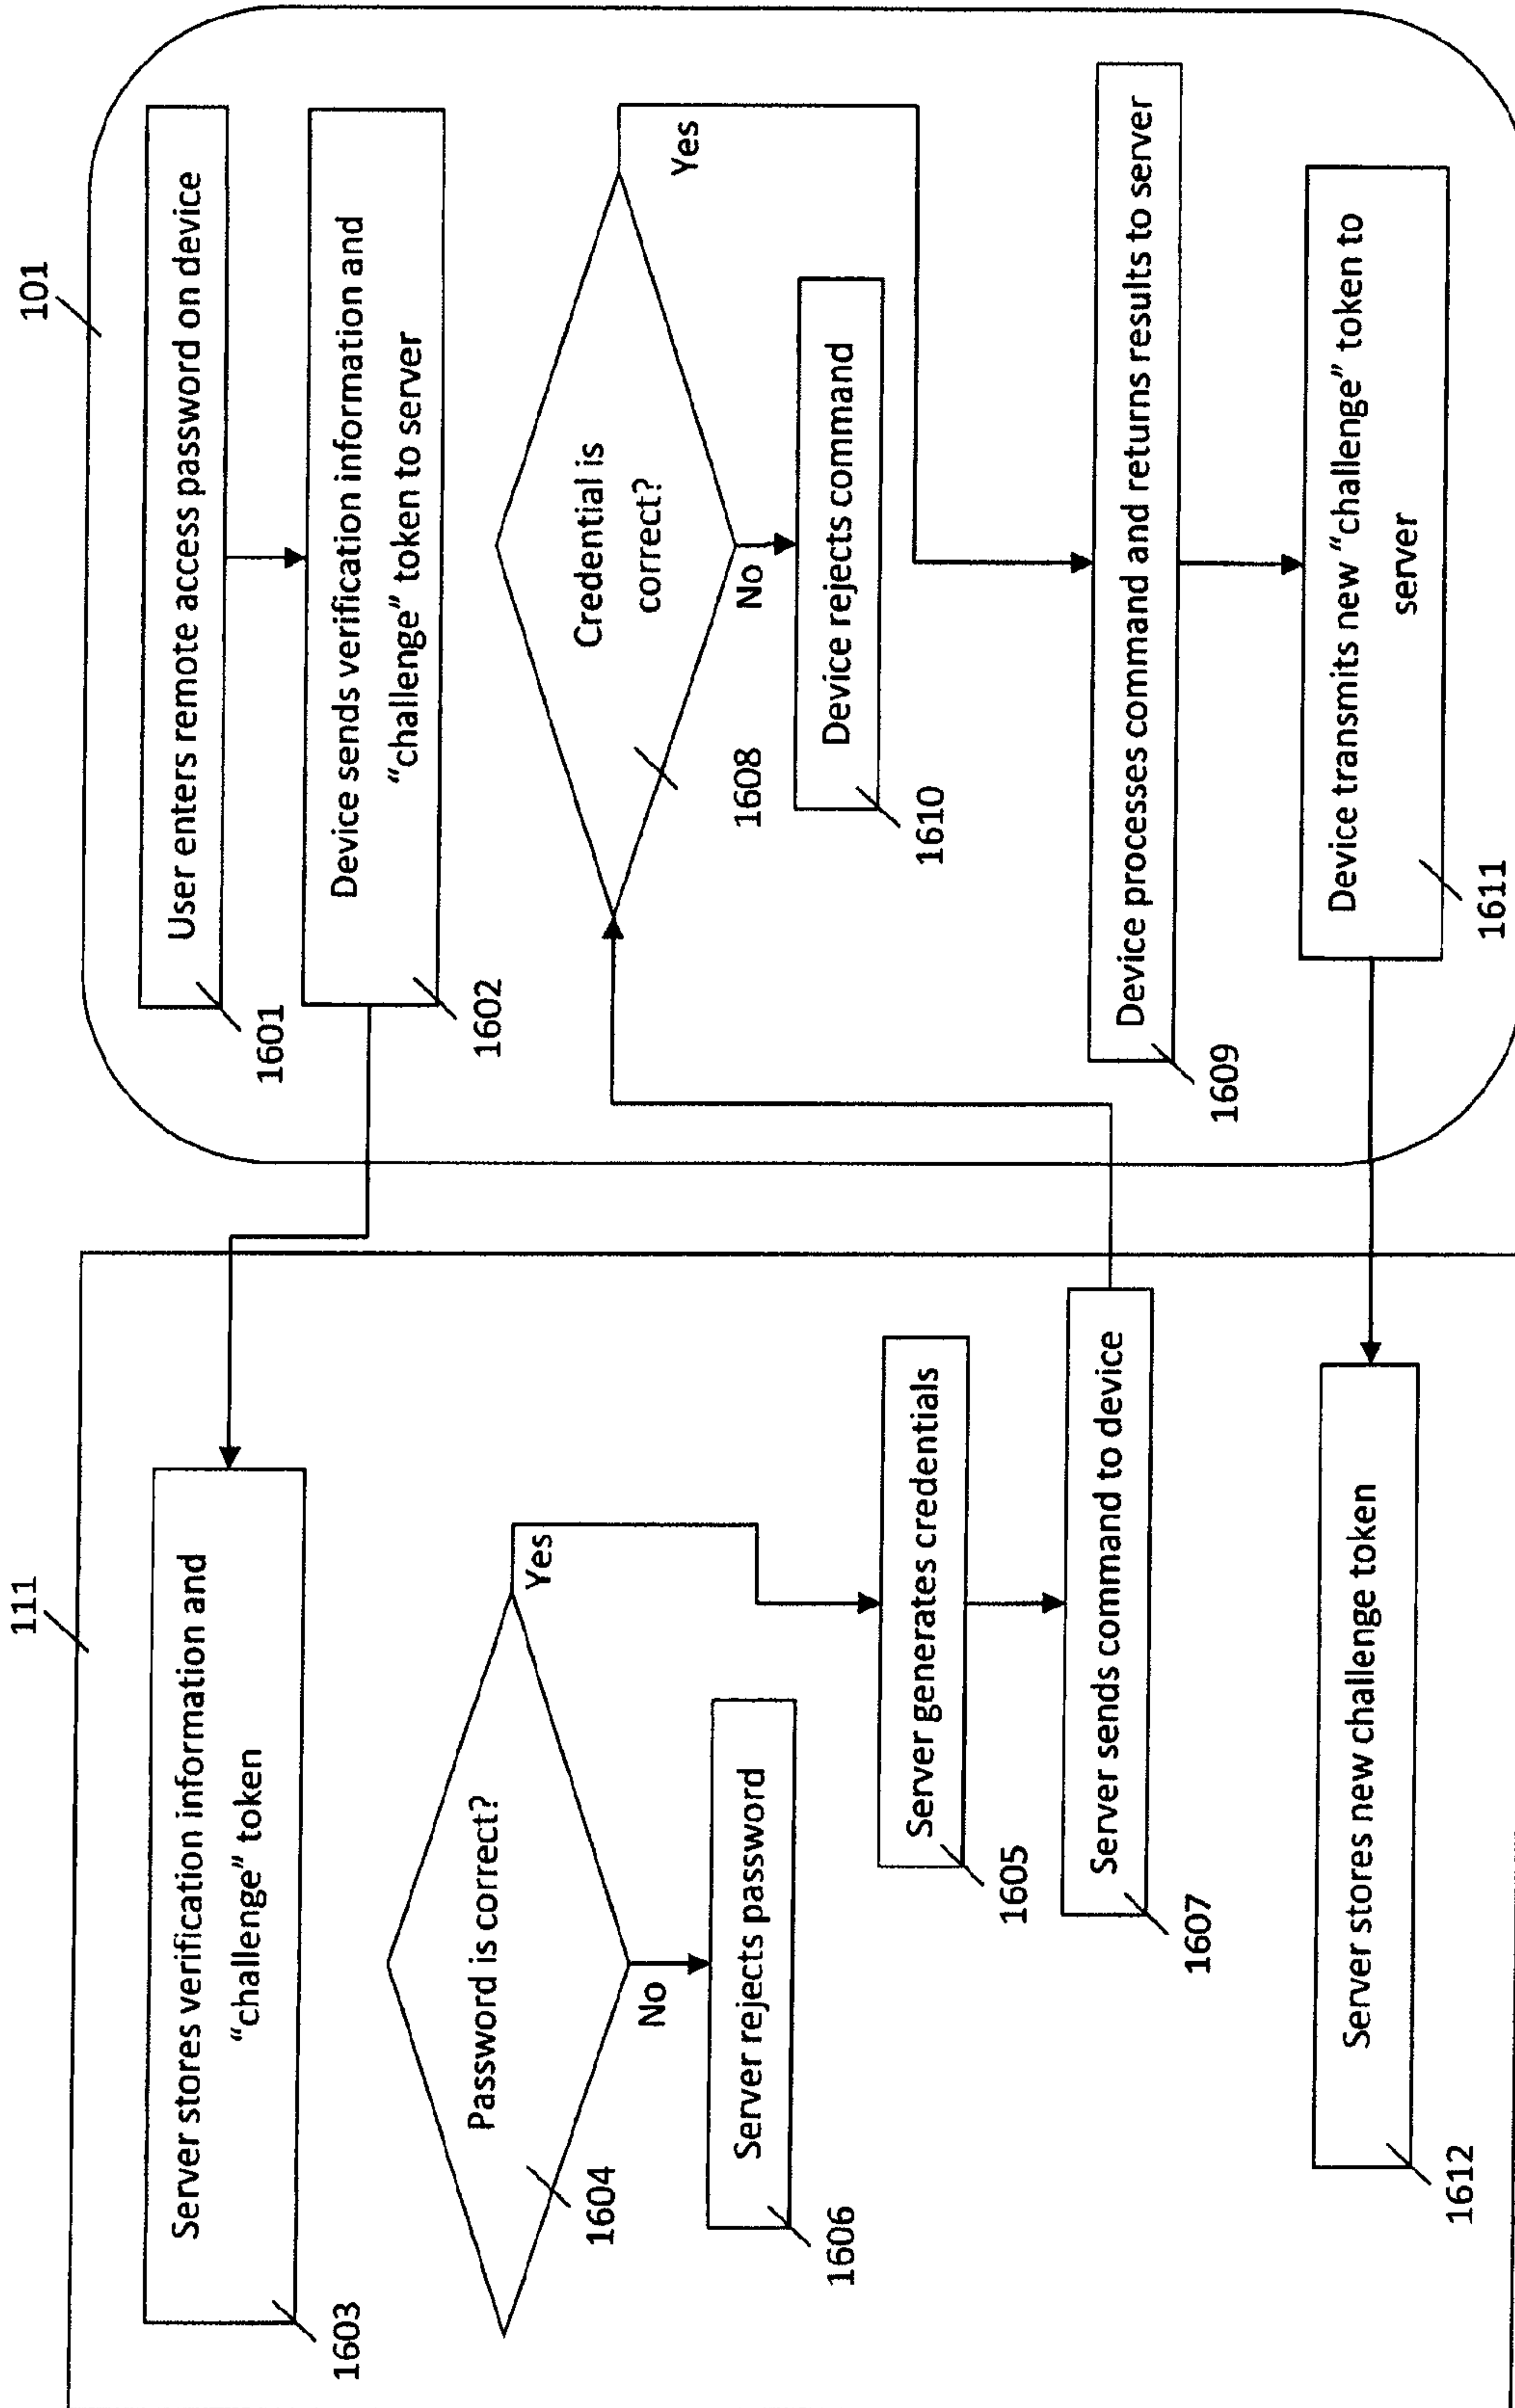 111
Server stores verification information and
“challenge” token
1603
Password is correct?
Yes
No
1604
Server rejects password
1606
Server generates credentials
1605
Server sends command to device
1607
Server stores new challenge token
1612
101
User enters remote access password on device
1601
Device sends verification information and
“challenge” token to server
1602
Credential is
correct?
Yes
No
1608
Device rejects command
1610
Device processes command and returns results to server
1609
Device transmits new “challenge” token to
server
1611